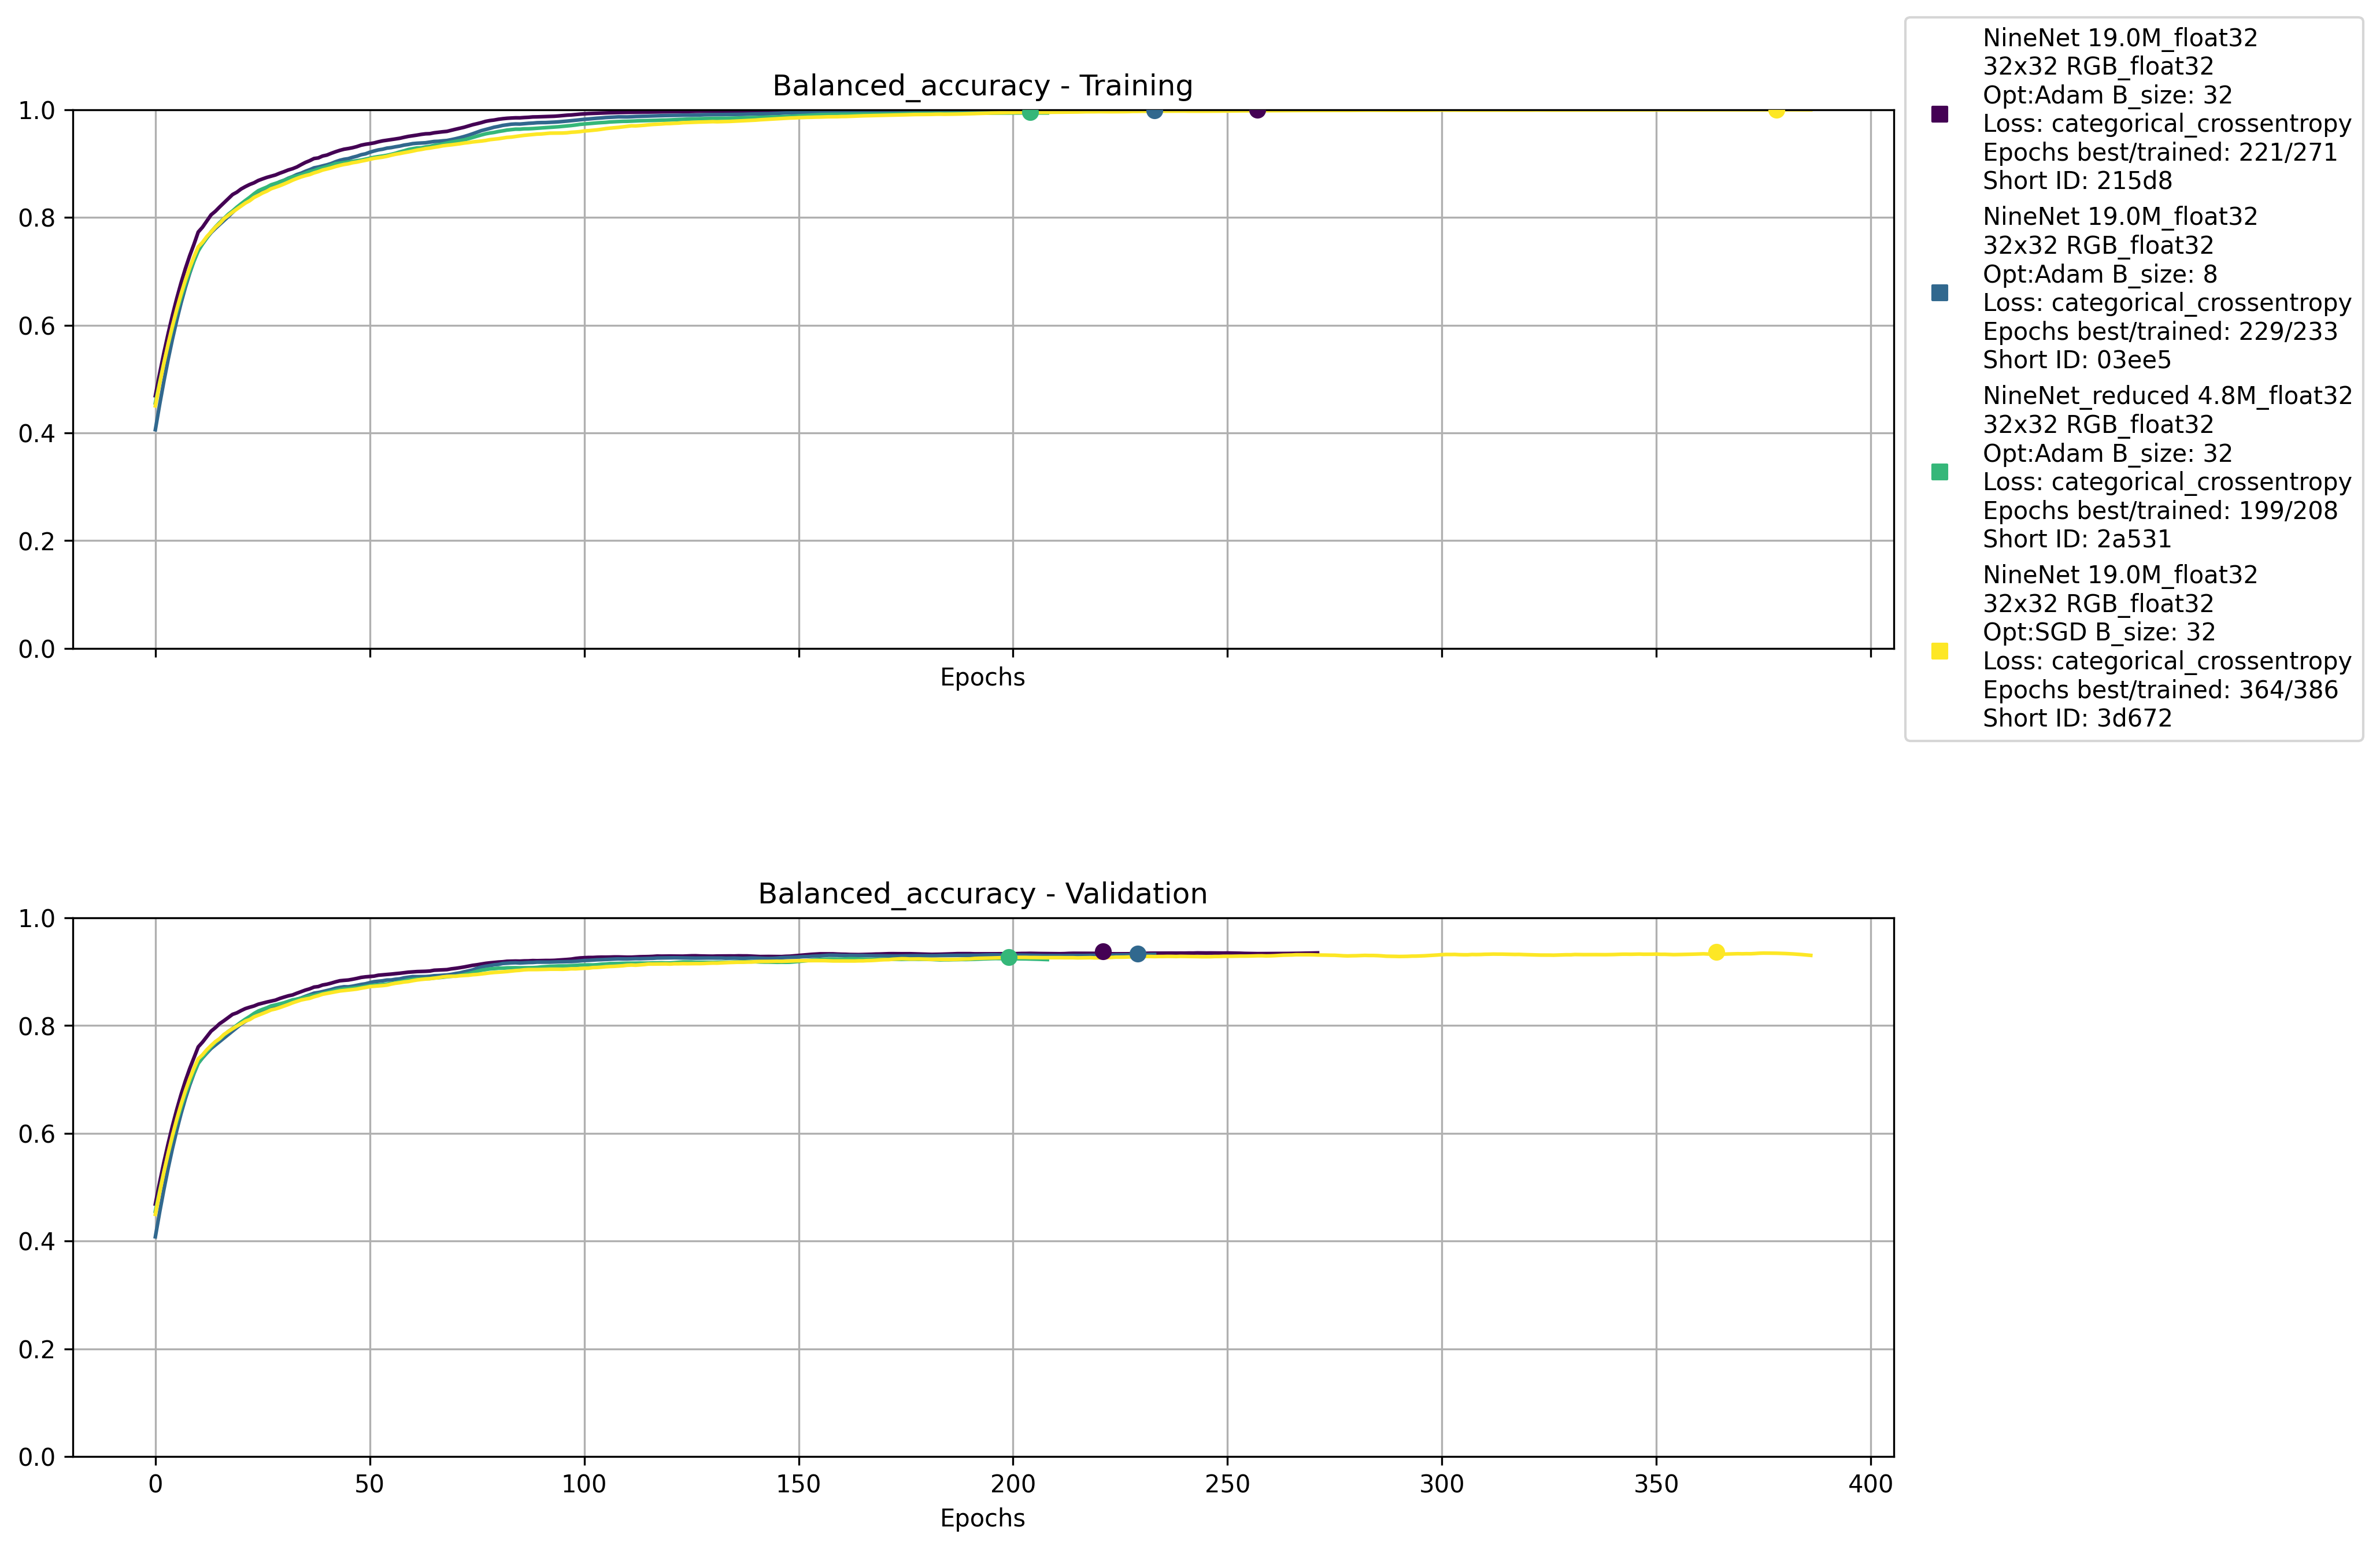 Balanced_accuracy - Training
1.0
0.8
0.6
0.4
0.2
0.0
Epochs
NineNet 19.0M_float32
32x32 RGB_float32
Opt:Adam B_size: 32
Loss: categorical_crossentropy
Epochs best/trained: 221/271
Short ID: 215d8
NineNet 19.0M_float32
32x32 RGB_float32
Opt:Adam B_size: 8
Loss: categorical_crossentropy
Epochs best/trained: 229/233
Short ID: 03ee5
NineNet_reduced 4.8M_float32
32x32 RGB_float32
Opt:Adam B_size: 32
Loss: categorical_crossentropy
Epochs best/trained: 199/208
Short ID: 2a531
NineNet 19.0M_float32
32x32 RGB_float32
Opt:SGD B_size: 32
Loss: categorical_crossentropy
Epochs best/trained: 364/386
Short ID: 3d672
Balanced_accuracy - Validation
1.0
0.8
0.6
0.4
0.2
0.0
0 50 100 150 200 250 300 350 400
Epochs